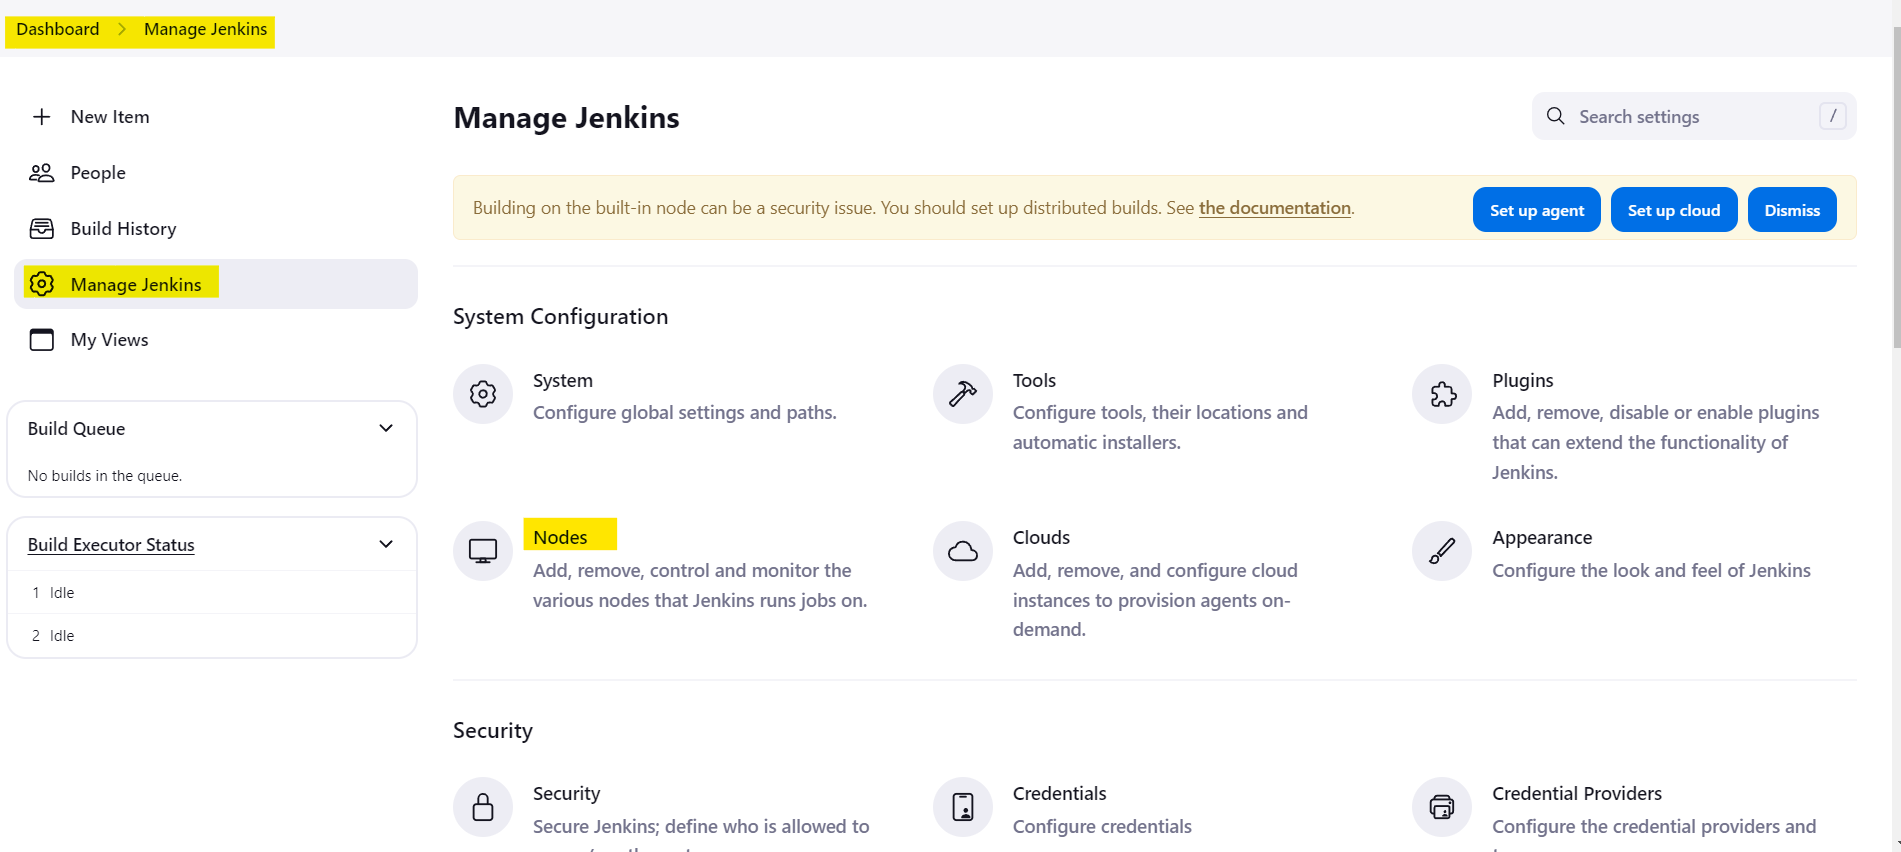 Dashboard > Manage Jenkins
New Item
People
Build History
Manage Jenkins
My Views
Build Queue
No builds in the queue.
Build Executor Status
1 Idle
2 Idle
Manage Jenkins
Search settings /
Building on the built-in node can be a security issue. You should set up distributed builds. See the documentation.
Set up agent
Set up cloud
Dismiss
System Configuration
System
Configure global settings and paths.
Tools
Configure tools, their locations and
automatic installers.
Plugins
Add, remove, disable or enable plugins
that can extend the functionality of
Jenkins.
Nodes
Add, remove, control and monitor the
various nodes that Jenkins runs jobs on.
Clouds
Add, remove, and configure cloud
instances to provision agents on-
demand.
Appearance
Configure the look and feel of Jenkins
Security
Security
Secure Jenkins; define who is allowed to
Credentials
Configure credentials
Credential Providers
Configure the credential providers and